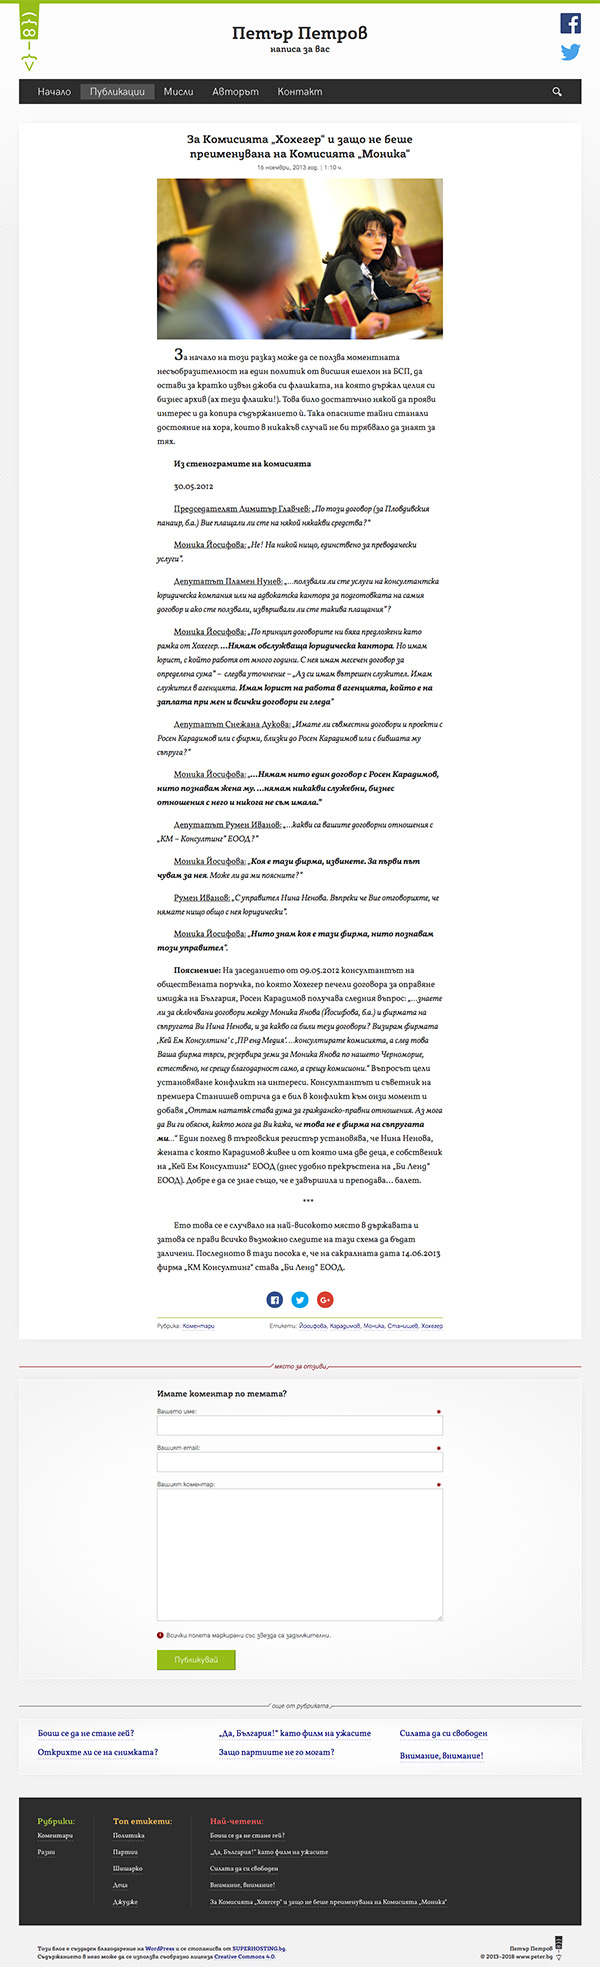 Петър Петров
написа за вас
Начало Публикации Мисли Авторът Контакт
За Комисията „Хохегер“ и защо не беше
преименувана на Комисията „Моника“
16 ноември, 2013 год. | 1:10 ч.
За начало на този разказ може да се ползва моментната
несъобразителност на един политик от висшия ешелон на БСП, да
остави за кратко извън джоба си флашката, на която държал целия си
бизнес архив (ах тези флашки!). Това било достатъчно някой да прояви
интерес и да копира съдържанието ѝ. Така опасните тайни станали
достояние на хора, които в никакъв случай не би трябвало да знаят за
тях.
Из стенограмите на комисията
30.05.2012
Председателят Димитър Главчев: „По този договор (за Пловдивския
панаир, б.а.) Вие плащали ли сте на някой някакви средства?“
Моника Йосифова: „Не! На никой нищо, единствено за преводачески
услуги“.
Депутатът Пламен Нунев: „…ползвали ли сте услуги на консултантска
юридическа компания или на адвокатска кантора за подготовката на самия
договор и ако сте ползвали, извършвали ли сте такива плащания“?
Моника Йосифова: „По принцип договорите ни бяха предложени като
рамка от Хохегер. …Нямам обслужваща юридическа кантора. Но имам
юрист, с който работя от много години. С нея имам месечен договор за
определена сума“ – следва уточнение – „Аз си имам вътрешен служител. Имам
служител в агенцията. Имам юрист на работа в агенцията, който е на
заплата при мен и всички договори ги гледа“
Депутатът Снежана Дукова: „Имате ли съвместни договори и проекти с
Росен Карадимов или с фирми, близки до Росен Карадимов или с бившата му
съпруга?“
Моника Йосифова: „…Нямам нито един договор с Росен Карадимов,
нито познавам жена му. …нямам никакви служебни, бизнес
отношения с него и никога не съм имала.“
Депутатът Румен Иванов: „…какви са вашите договорни отношения с
„КМ – Консултинг“ ЕООД?“
Моника Йосифова: „Коя е тази фирма, извинете. За първи път
чувам за нея. Може ли да ми поясните?“
Румен Иванов: „С управител Нина Ненова. Въпреки че Вие отговорихте, че
нямате нищо общо с нея юридически“.
Моника Йосифова: „Нито знам коя е тази фирма, нито познавам
този управител“.
Пояснение: На заседанието от 09.05.2012 консултантът на
обществената поръчка, по която Хохегер печели договора за оправяне
имиджа на България, Росен Карадимов получава следния въпрос: „…знаете
ли за сключвани договори между Моника Янова (Йосифова, б.а.) и фирмата на
съпругата Ви Нина Ненова, и за какво са били тези договори? Визирам фирмата
‚Кей Ем Консултинг‘ с ‚ПР енд Медия‘. …консултирате комисията, а след това
Ваша фирма търси, резервира земи за Моника Янова по нашето Черноморие,
естествено, не срещу благодарност само, а срещу комисиони.“ Въпросът цели
установяване конфликт на интереси. Консултантът и съветник на
премиера Станишев отрича да е бил в конфликт към онзи момент и
добавя „Оттам нататък става дума за гражданско-правни отношения. Аз мога
да Ви ги обясня, както мога да Ви кажа, че това не е фирма на съпругата
ми…“ Един поглед в търговския регистър установява, че Нина Ненова,
жената с която Карадимов живее и от която има две деца, е собственик
на „Кей Ем Консултинг“ ЕООД (днес удобно прекръстена на „Би Ленд“
ЕООД). Добре е да се знае също, че е завършила и преподава… балет.
***
Ето това се е случвало на най-високото място в държавата и
затова се прави всичко възможно следите на тази схема да бъдат
заличени. Последното в тази посока е, че на сакралната дата 14.06.2013
фирма „КМ Консултинг“ става „Би Ленд“ ЕООД.
Рубрика: Коментари Етикети: Йосифова, Карадимов, Моника, Станишев, Хохегер
място за отзиви
Имате коментар по темата?
Вашето име: *
Вашият email: *
Вашият коментар: *
Всички полета маркирани със звезда са задължителни.
Публикувай
още от рубриката
Боиш се да не стане гей? „Да, България!“ като филм на ужасите Силата да си свободен
Открихте ли се на снимката? Защо партиите не го могат? Внимание, внимание!
Рубрики: Топ етикети: Най-четени:
Коментари Политика Боиш се да не стане гей?
Разни Партии „Да, България!“ като филм на ужасите
Шишарко Силата да си свободен
Деца Внимание, внимание!
Джудже За Комисията „Хохегер“ и защо не беше преименувана на Комисията „Моника“
Този блог е създаден благодарение на WordPress и се стопанисва от SUPERHOSTING.bg. Петър Петров
Съдържанието в него може да се използва съобразно лиценза Creative Commons 4.0. © 2013-2018 www.peter.bg